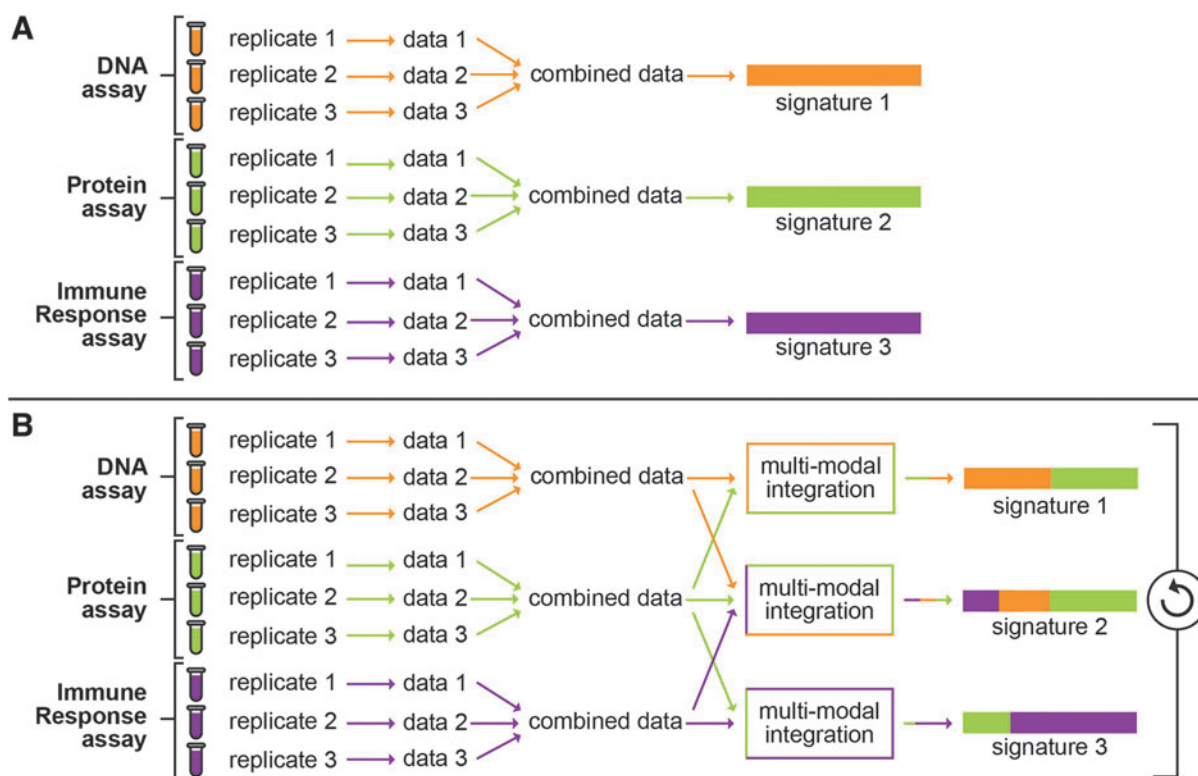 A
DNA
assay
replicate 1
data 1
replicate 2
data 2
combined data
replicate 3
data 3
signature 1
Protein
assay
replicate 1
data 1
replicate 2
data 2
combined data
replicate 3
data 3
signature 2
Immune
Response
assay
replicate 1
data 1
replicate 2
data 2
combined data
replicate 3
data 3
signature 3
B
DNA
assay
replicate 1
data 1
replicate 2
data 2
combined data
replicate 3
data 3
multi-modal
integration
signature 1
Protein
assay
replicate 1
data 1
replicate 2
data 2
combined data
replicate 3
data 3
multi-modal
integration
signature 2
Immune
Response
assay
replicate 1
data 1
replicate 2
data 2
combined data
replicate 3
data 3
multi-modal
integration
signature 3